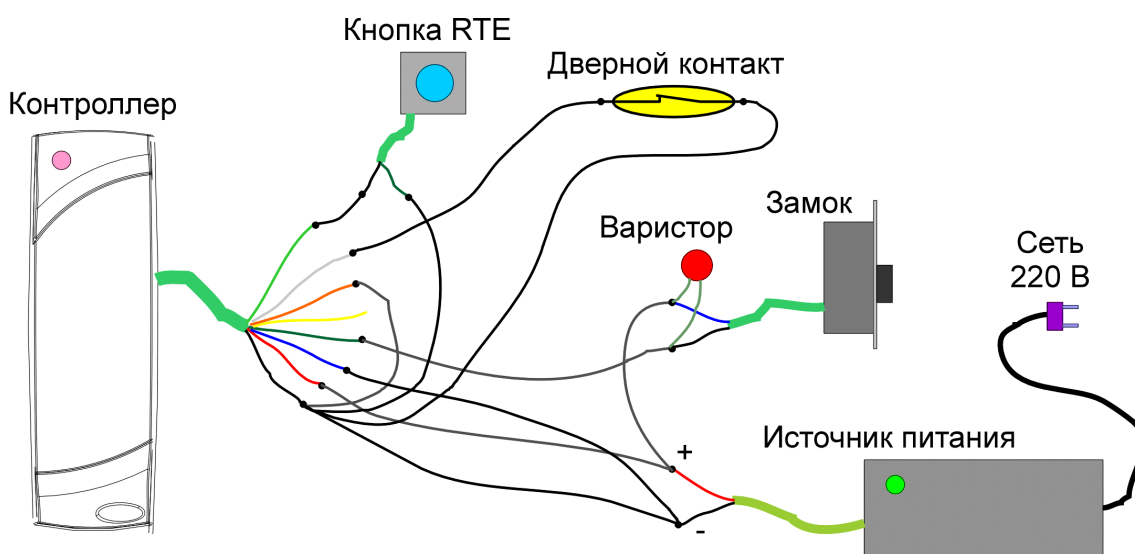 Кнопка RTE
Дверной контакт
Контроллер
Замок
Варистор
Сеть
220 В
Источник питания
+
-